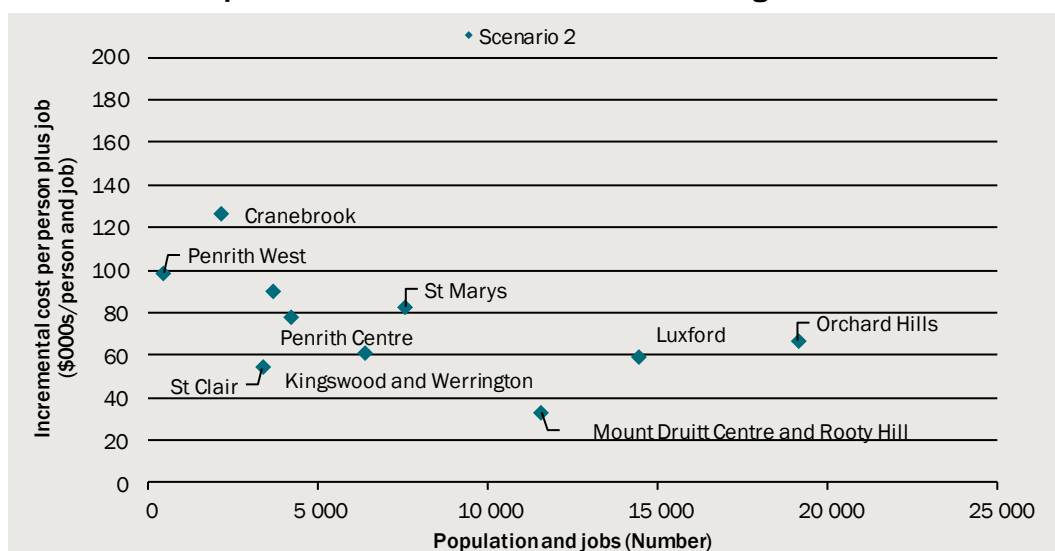 Scenario 2
Incremental cost per person plus job
($000s/person and job)
200
180
160
140
120
100
80
60
40
20
0
Cranebrook
Penrith West
St Marys
Penrith Centre
Luxford
Orchard Hills
St Clair
Kingswood and Werrington
Mount Druitt Centre and Rooty Hill
0
5 000
10 000
15 000
20 000
25 000
Population and jobs (Number)